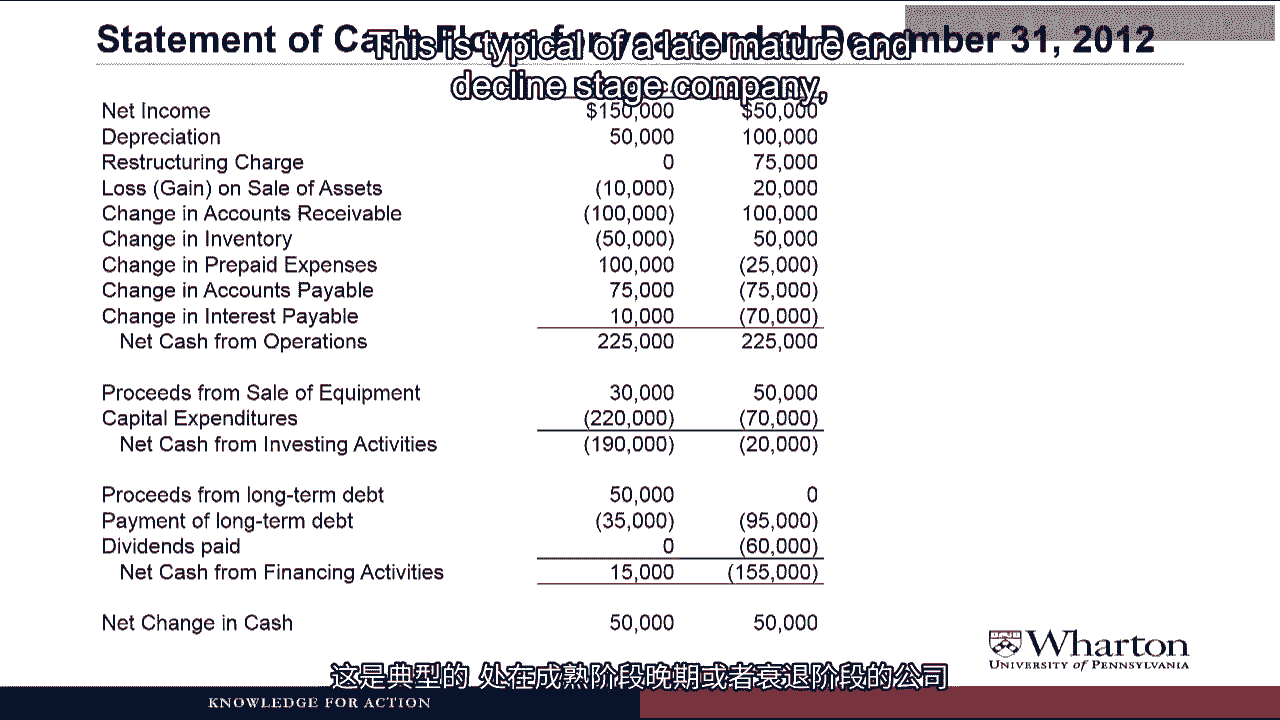 Statement of Cash Flows for year ended December 31, 2012
This is typical of a late mature and
decline stage company,
Net Income $150,000 $50,000
Depreciation 50,000 100,000
Restructuring Charge 0 75,000
Loss (Gain) on Sale of Assets (10,000) 20,000
Change in Accounts Receivable (100,000) 100,000
Change in Inventory (50,000) 50,000
Change in Prepaid Expenses 100,000 (25,000)
Change in Accounts Payable 75,000 (75,000)
Change in Interest Payable 10,000 (70,000)
Net Cash from Operations 225,000 225,000
Proceeds from Sale of Equipment 30,000 50,000
Capital Expenditures (220,000) (70,000)
Net Cash from Investing Activities (190,000) (20,000)
Proceeds from long-term debt 50,000 0
Payment of long-term debt (35,000) (95,000)
Dividends paid 0 (60,000)
Net Cash from Financing Activities 15,000 (155,000)
Net Change in Cash 50,000 50,000
Wharton
UNIVERSITY of PENNSYLVANIA
这是典型的 处在成熟阶段晚期或者衰退阶段的公司
KNOWLEDGE FOR ACTION